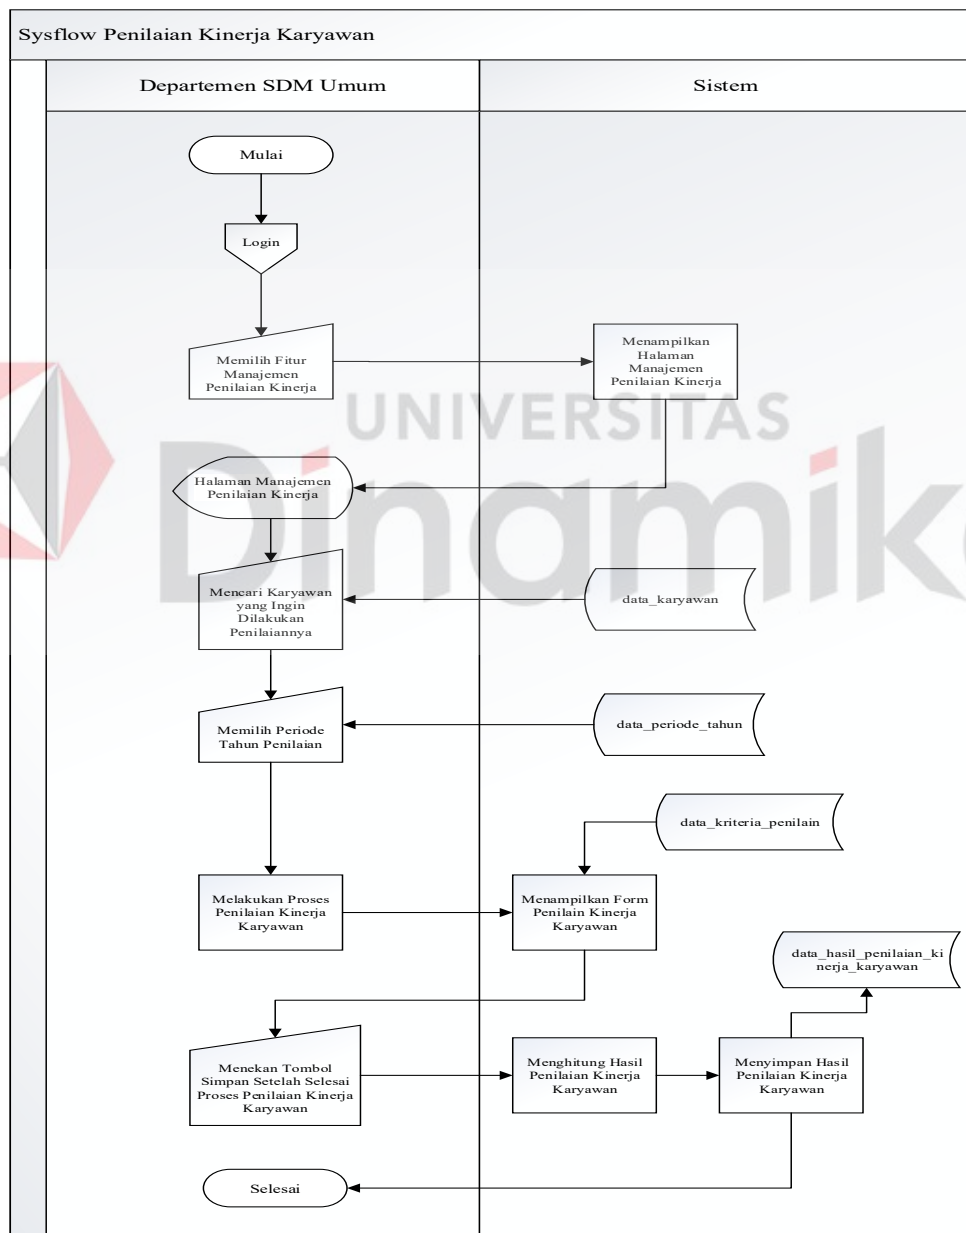 Sysflow Penilaian Kinerja Karyawan
Departemen SDM Umum
Sistem
Mulai
Login
Memilih Fitur
Manajemen
Penilaian Kinerja
Menampilkan
Halaman
Manajemen
Penilaian Kinerja
UNIVERSITAS
Dinamika
Halaman Manajemen
Penilaian Kinerja
Mencari Karyawan
yang Ingin
Dilakukan
Penilaiannya
data_karyawan
Memilih Periode
Tahun Penilaian
data_periode_tahun
data_kriteria_penilain
Melakukan Proses
Penilaian Kinerja
Karyawan
Menampilkan Form
Penilain Kinerja
Karyawan
data_hasil_penilaian_ki
nerja_karyawan
Menekan Tombol
Simpan Setelah Selesai
Proses Penilaian Kinerja
Karyawan
Menghitung Hasil
Penilaian Kinerja
Karyawan
Menyimpan Hasil
Penilaian Kinerja
Karyawan
Selesai